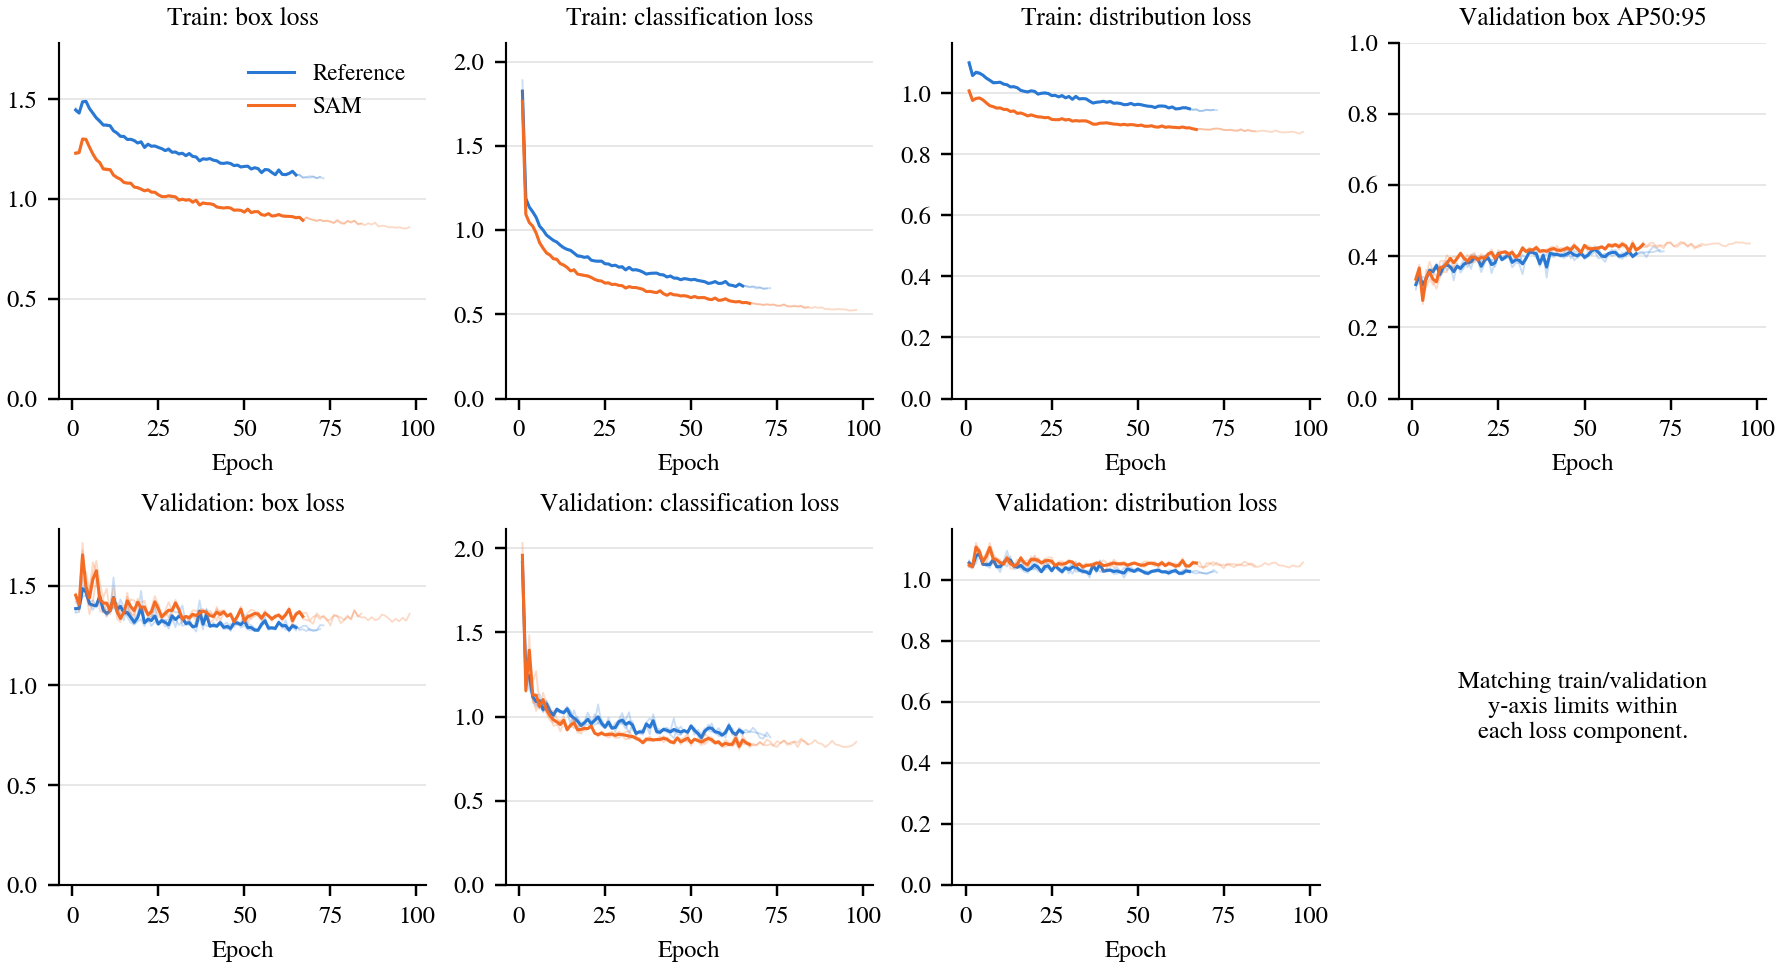 Train: box loss
Train: classification loss
Train: distribution loss
Validation box AP50:95
Reference
SAM
1.5
1.0
0.5
0.0
0 25 50 75 100
Epoch
2.0
1.5
1.0
0.5
0.0
0 25 50 75 100
Epoch
1.0
0.8
0.6
0.4
0.2
0.0
0 25 50 75 100
Epoch
1.0
0.8
0.6
0.4
0.2
0.0
0 25 50 75 100
Epoch
Validation: box loss
Validation: classification loss
Validation: distribution loss
1.5
1.0
0.5
0.0
0 25 50 75 100
Epoch
2.0
1.5
1.0
0.5
0.0
0 25 50 75 100
Epoch
1.0
0.8
0.6
0.4
0.2
0.0
0 25 50 75 100
Epoch
Matching train/validation
y-axis limits within
each loss component.